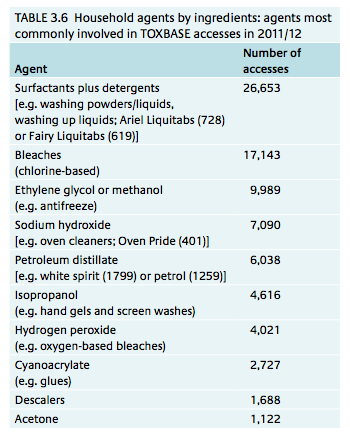 TABLE 3.6 Household agents by ingredients: agents most
commonly involved in TOXBASE accesses in 2011/12
Agent Number of accesses
Surfactants plus detergents 26,653
[e.g. washing powders/liquids,
washing up liquids; Ariel Liquitabs (728)
or Fairy Liquitabs (619)]
Bleaches 17,143
(chlorine-based)
Ethylene glycol or methanol 9,989
(e.g. antifreeze)
Sodium hydroxide 7,090
[e.g. oven cleaners; Oven Pride (401)]
Petroleum distillate 6,038
[e.g. white spirit (1799) or petrol (1259)]
Isopropanol 4,616
(e.g. hand gels and screen washes)
Hydrogen peroxide 4,021
(e.g. oxygen-based bleaches)
Cyanoacrylate 2,727
(e.g. glues)
Descalers 1,688
Acetone 1,122